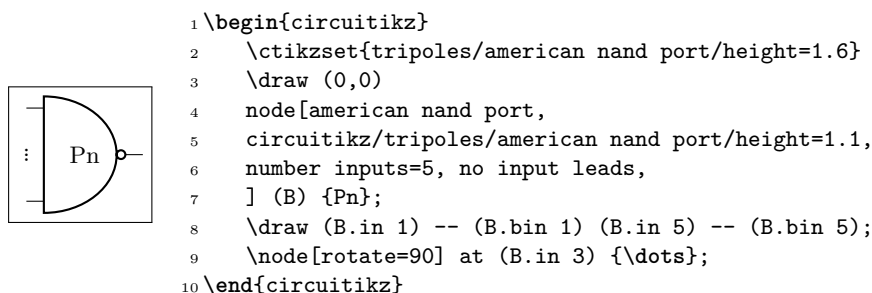 Pn
1 \begin{circuitikz}
2 \ctikzset{tripoles/american nand port/height=1.6}
3 \draw (0,0)
4 node[american nand port,
5 circuitikz/tripoles/american nand port/height=1.1,
6 number inputs=5, no input leads,
7 ] (B) {Pn};
8 \draw (B.in 1) -- (B.bin 1) (B.in 5) -- (B.bin 5);
9 \node[rotate=90] at (B.in 3) {\dots};
10 \end{circuitikz}